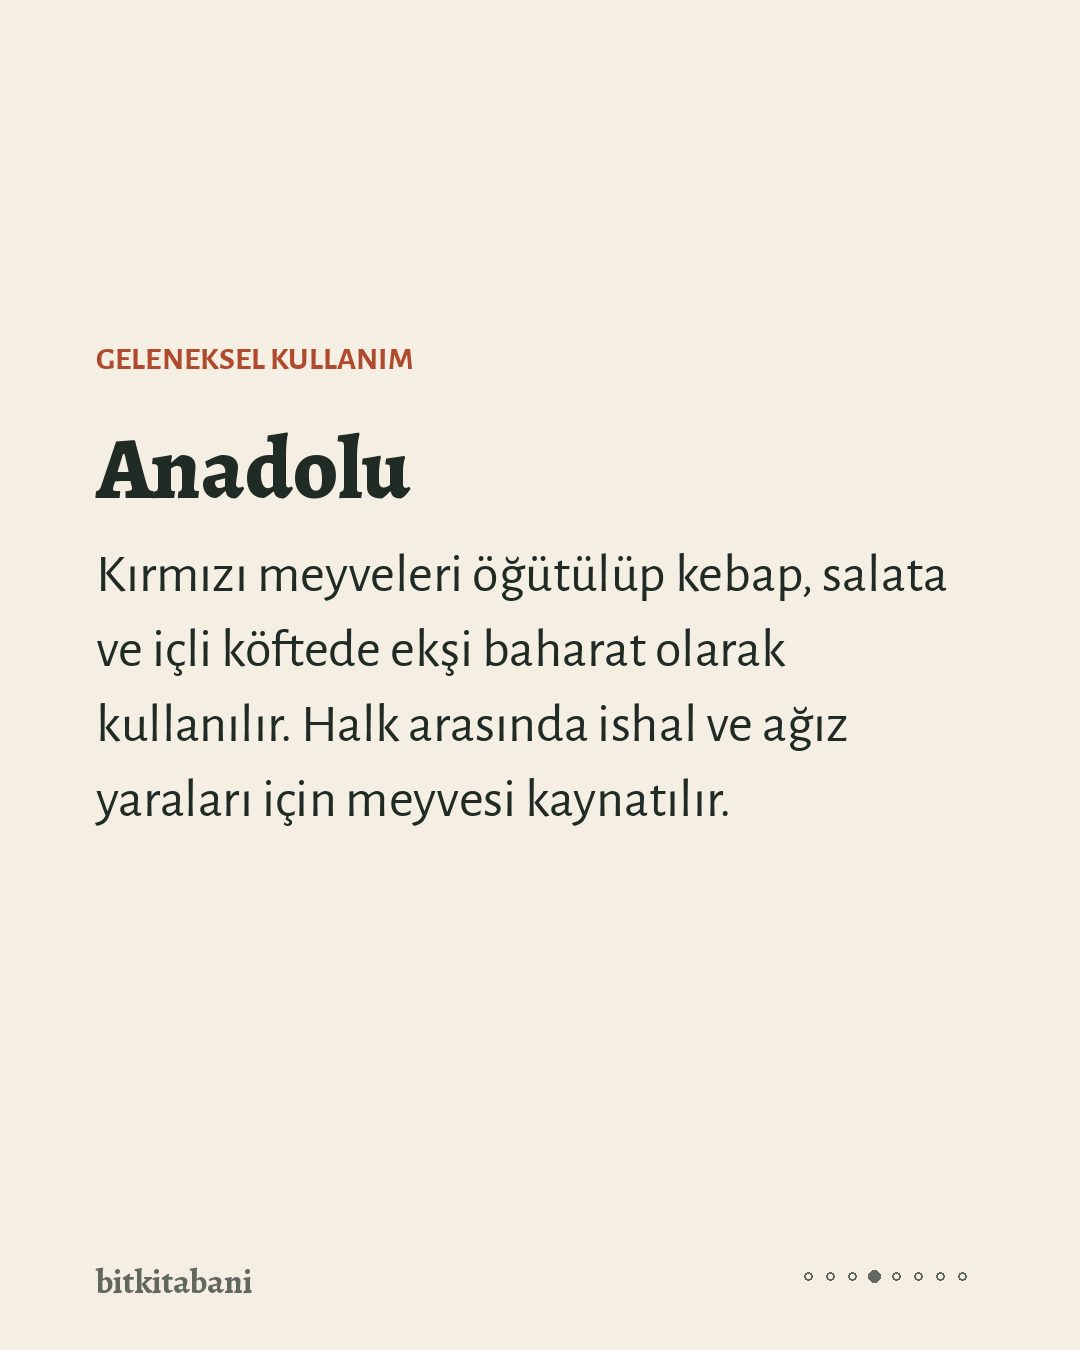 GELENEKSEL KULLANIM
Anadolu
Kırmızı meyveleri öğütülüp kebap, salata
ve içli köftede ekşi baharat olarak
kullanılır. Halk arasında ishal ve ağız
yaraları için meyvesi kaynatılır.
bitkitabani